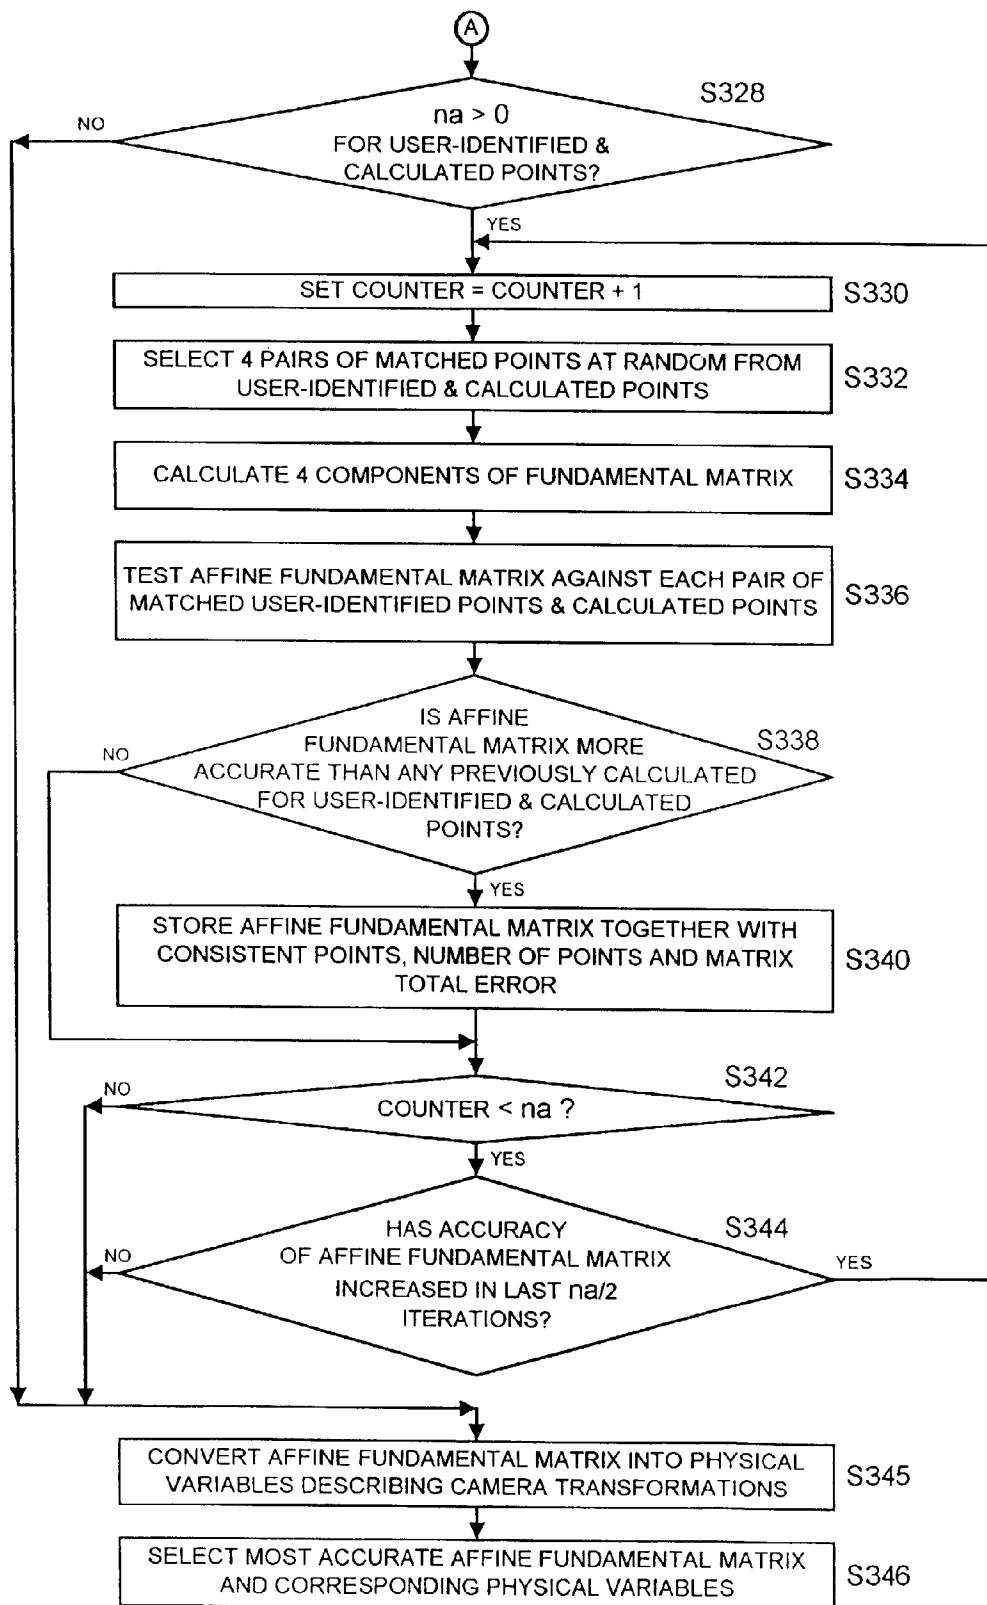 A
S328
na > 0
FOR USER-IDENTIFIED &
CALCULATED POINTS?
NO
YES
SET COUNTER = COUNTER + 1
S330
SELECT 4 PAIRS OF MATCHED POINTS AT RANDOM FROM
USER-IDENTIFIED & CALCULATED POINTS
S332
CALCULATE 4 COMPONENTS OF FUNDAMENTAL MATRIX
S334
TEST AFFINE FUNDAMENTAL MATRIX AGAINST EACH PAIR OF
MATCHED USER-IDENTIFIED POINTS & CALCULATED POINTS
S336
IS AFFINE
FUNDAMENTAL MATRIX MORE
ACCURATE THAN ANY PREVIOUSLY CALCULATED
FOR USER-IDENTIFIED & CALCULATED
POINTS?
S338
NO
YES
STORE AFFINE FUNDAMENTAL MATRIX TOGETHER WITH
CONSISTENT POINTS, NUMBER OF POINTS AND MATRIX
TOTAL ERROR
S340
S342
NO
COUNTER < na ?
YES
HAS ACCURACY
OF AFFINE FUNDAMENTAL MATRIX
INCREASED IN LAST na/2
ITERATIONS?
S344
NO
YES
CONVERT AFFINE FUNDAMENTAL MATRIX INTO PHYSICAL
VARIABLES DESCRIBING CAMERA TRANSFORMATIONS
S345
SELECT MOST ACCURATE AFFINE FUNDAMENTAL MATRIX
AND CORRESPONDING PHYSICAL VARIABLES
S346